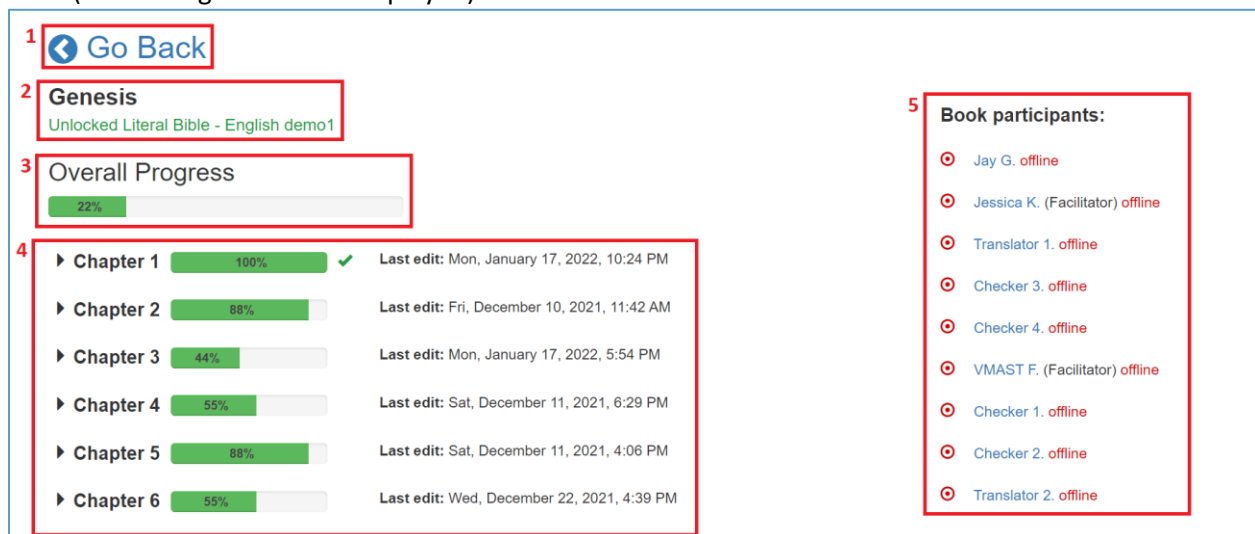 1 Go Back
2 Genesis
Unlocked Literal Bible - English demo1
3 Overall Progress
22%
4 Chapter 1 100% Last edit: Mon, January 17, 2022, 10:24 PM
Chapter 2 88% Last edit: Fri, December 10, 2021, 11:42 AM
Chapter 3 44% Last edit: Mon, January 17, 2022, 5:54 PM
Chapter 4 55% Last edit: Sat, December 11, 2021, 6:29 PM
Chapter 5 88% Last edit: Sat, December 11, 2021, 4:06 PM
Chapter 6 55% Last edit: Wed, December 22, 2021, 4:39 PM
5 Book participants:
Jay G. offline
Jessica K. (Facilitator) offline
Translator 1. offline
Checker 3. offline
Checker 4. offline
VMAST F. (Facilitator) offline
Checker 1. offline
Checker 2. offline
Translator 2. offline